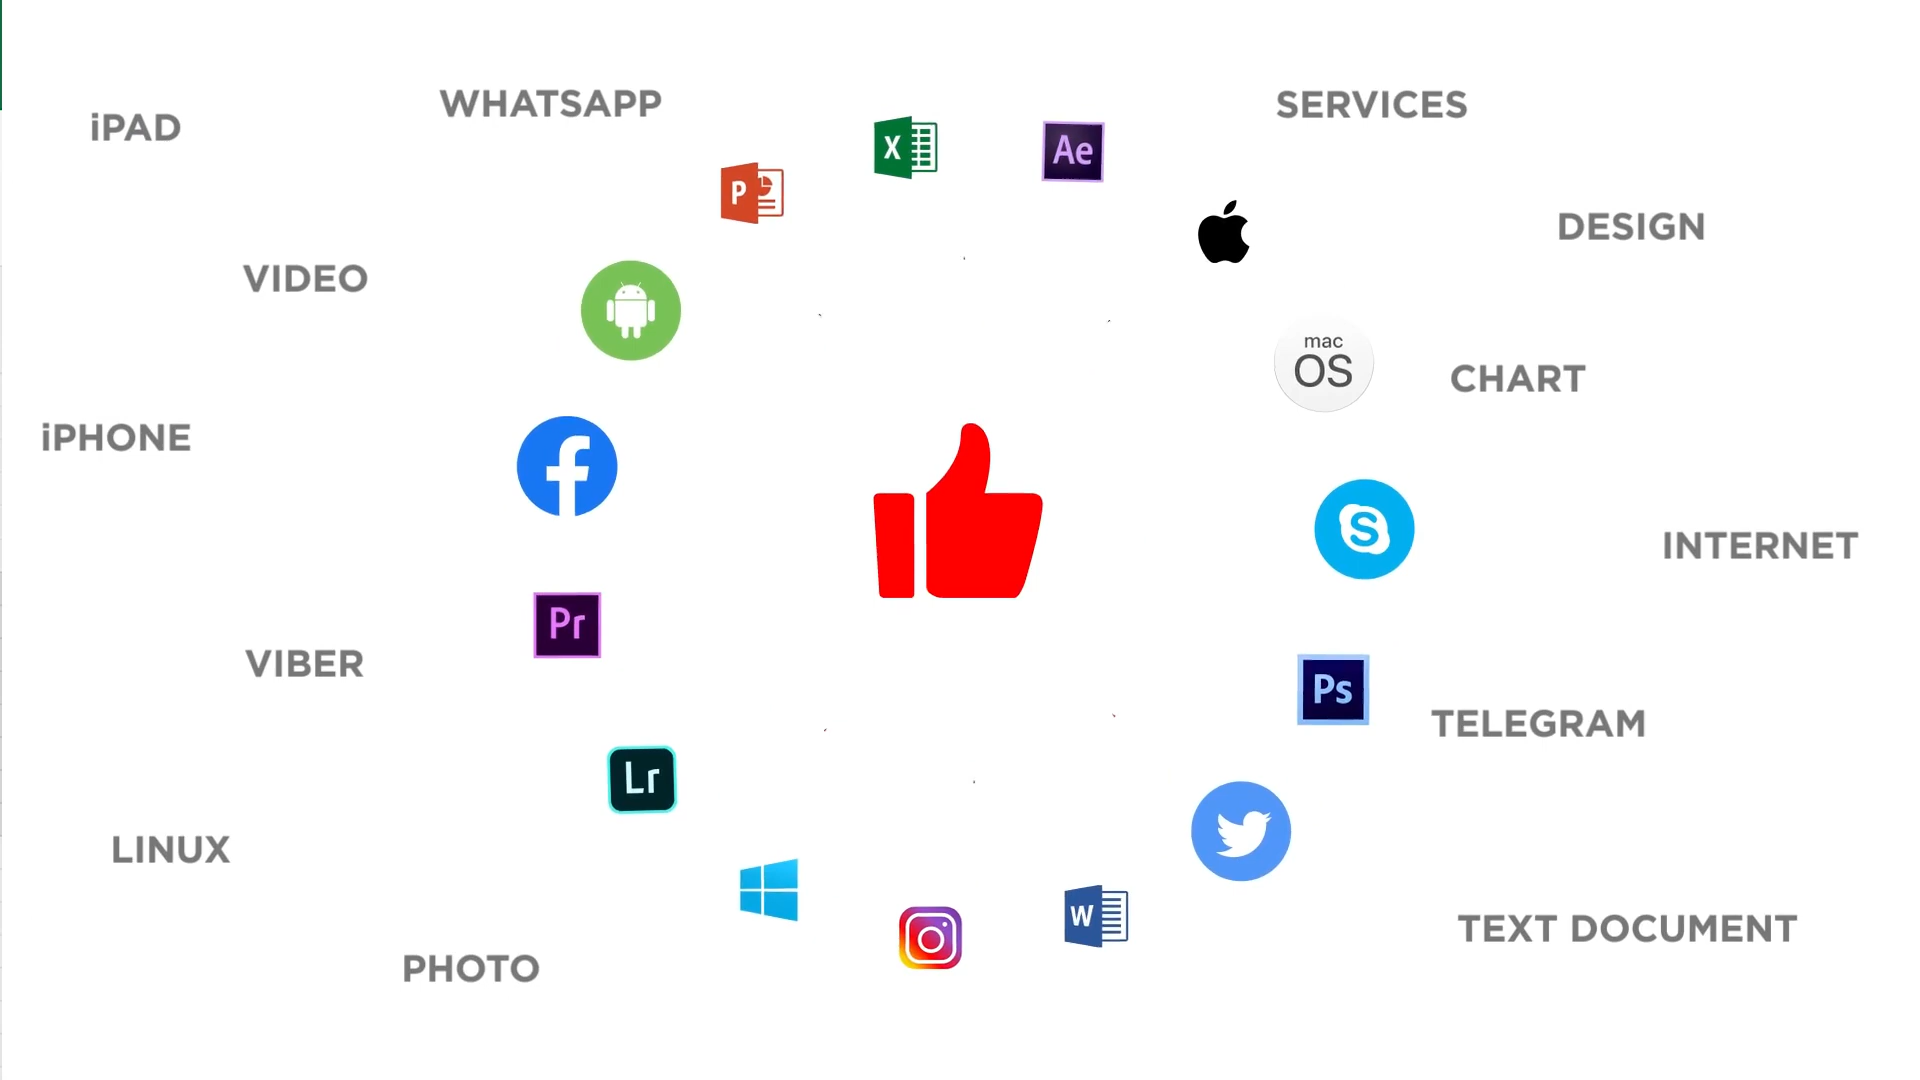 WHATSAPP
SERVICES
iPAD
X
Ae
P
DESIGN
VIDEO
mac
OS
CHART
iPHONE
f
S
INTERNET
Pr
VIBER
Ps
TELEGRAM
Lr
LINUX
W
TEXT DOCUMENT
PHOTO